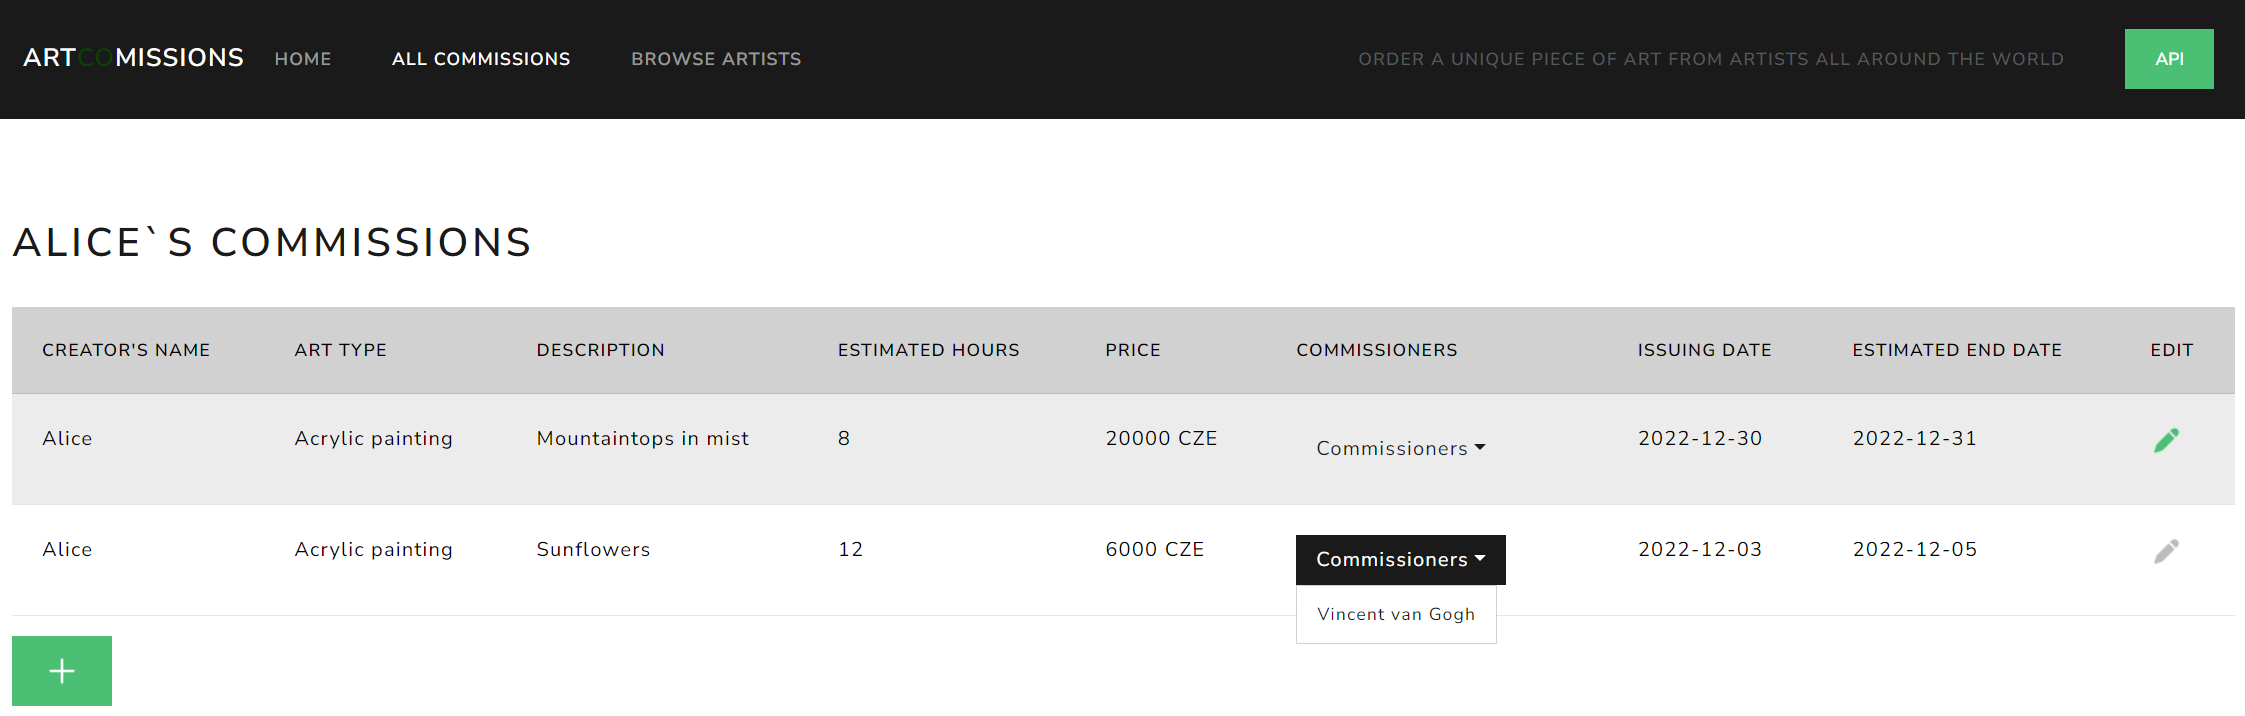 ARTCOMISSIONS HOME ALL COMMISSIONS BROWSE ARTISTS ORDER A UNIQUE PIECE OF ART FROM ARTISTS ALL AROUND THE WORLD API
ALICE`S COMMISSIONS
CREATOR'S NAME ART TYPE DESCRIPTION ESTIMATED HOURS PRICE COMMISSIONERS ISSUING DATE ESTIMATED END DATE EDIT
Alice Acrylic painting Mountaintops in mist 8 20000 CZE Commissioners 2022-12-30 2022-12-31
Alice Acrylic painting Sunflowers 12 6000 CZE Commissioners 2022-12-03 2022-12-05
Vincent van Gogh